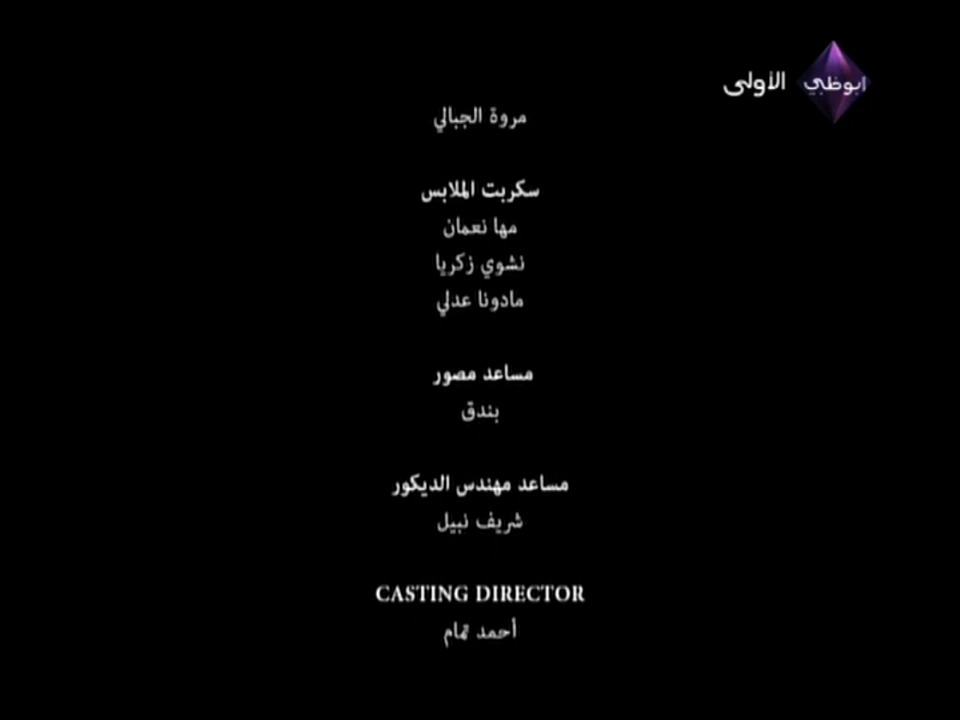 ابوظبي الأولى
مروة الجبالي
سكربت الملابس
مها نعمان
نشوي زكريا
مادونا عدلي
مساعد مصور
بندق
مساعد مهندس الديكور
شريف نبيل
CASTING DIRECTOR
أحمد تمام